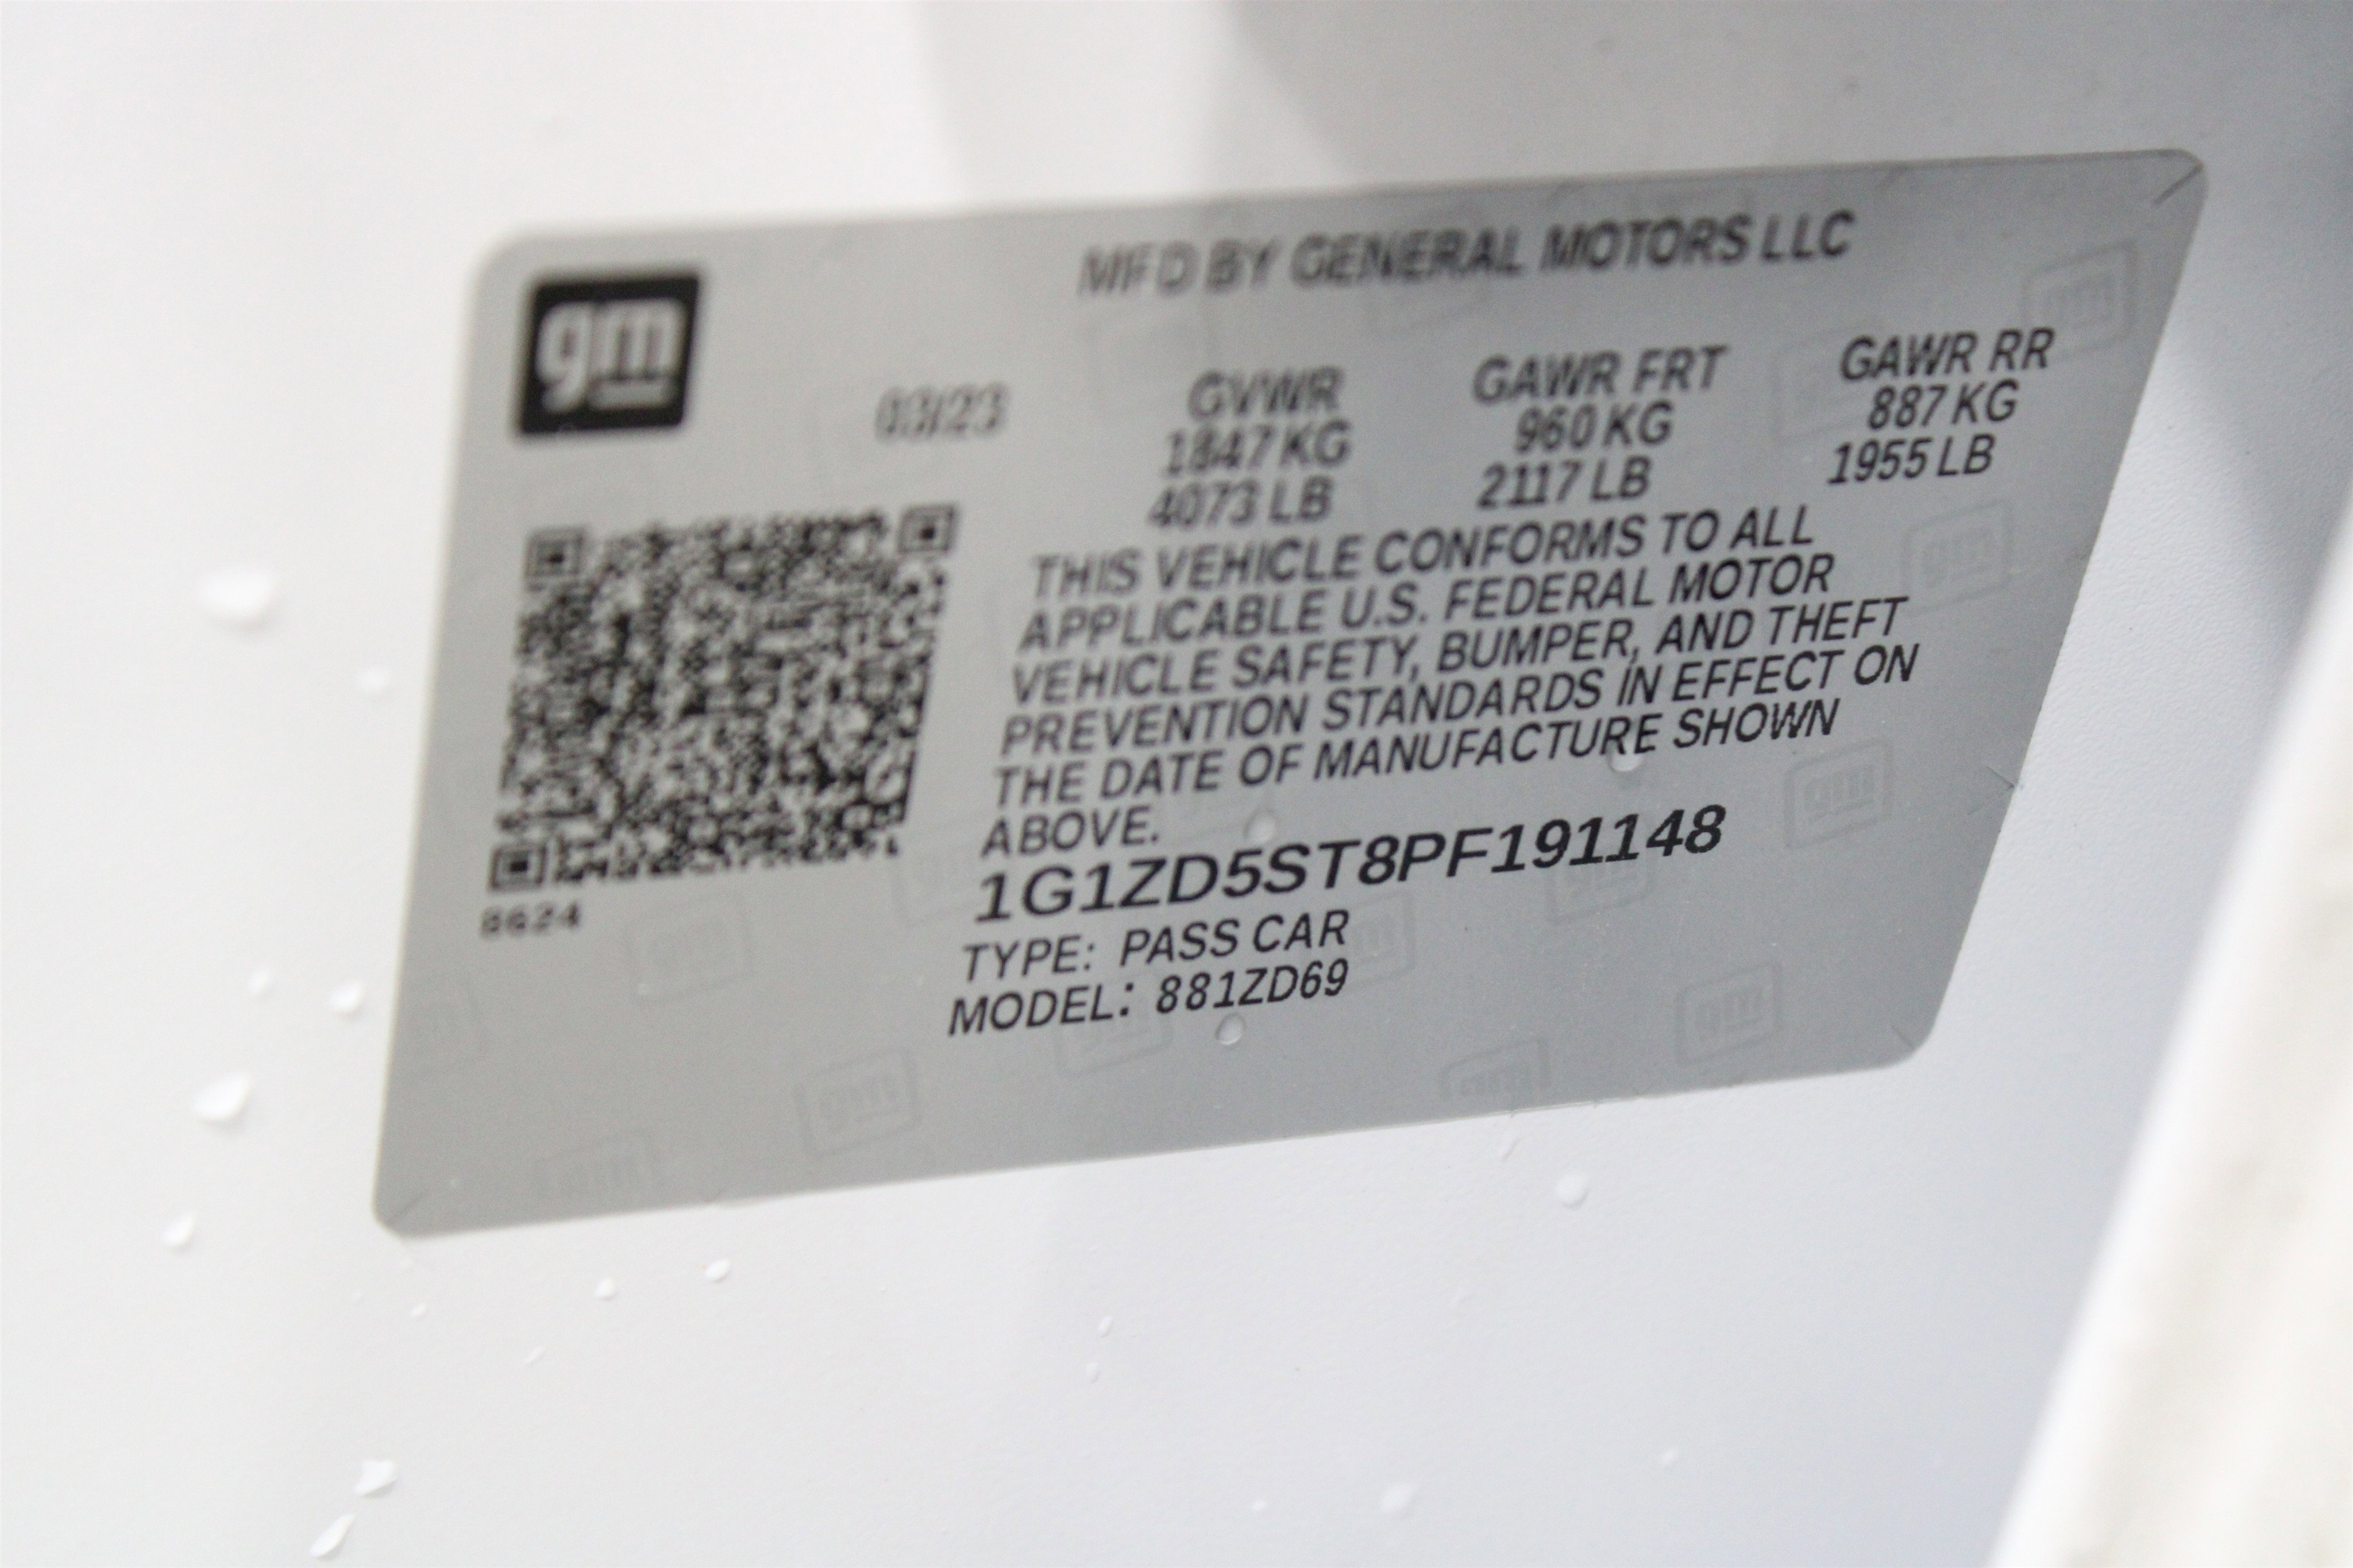 gm
MFD BY GENERAL MOTORS LLC
03/23 GVWR GAWR FRT GAWR RR
1847 KG 960 KG 887 KG
4073 LB 2117 LB 1955 LB
THIS VEHICLE CONFORMS TO ALL
APPLICABLE U.S. FEDERAL MOTOR
VEHICLE SAFETY, BUMPER, AND THEFT
PREVENTION STANDARDS IN EFFECT ON
THE DATE OF MANUFACTURE SHOWN
ABOVE.
1G1ZD5ST8PF191148
TYPE: PASS CAR
MODEL: 881ZD69